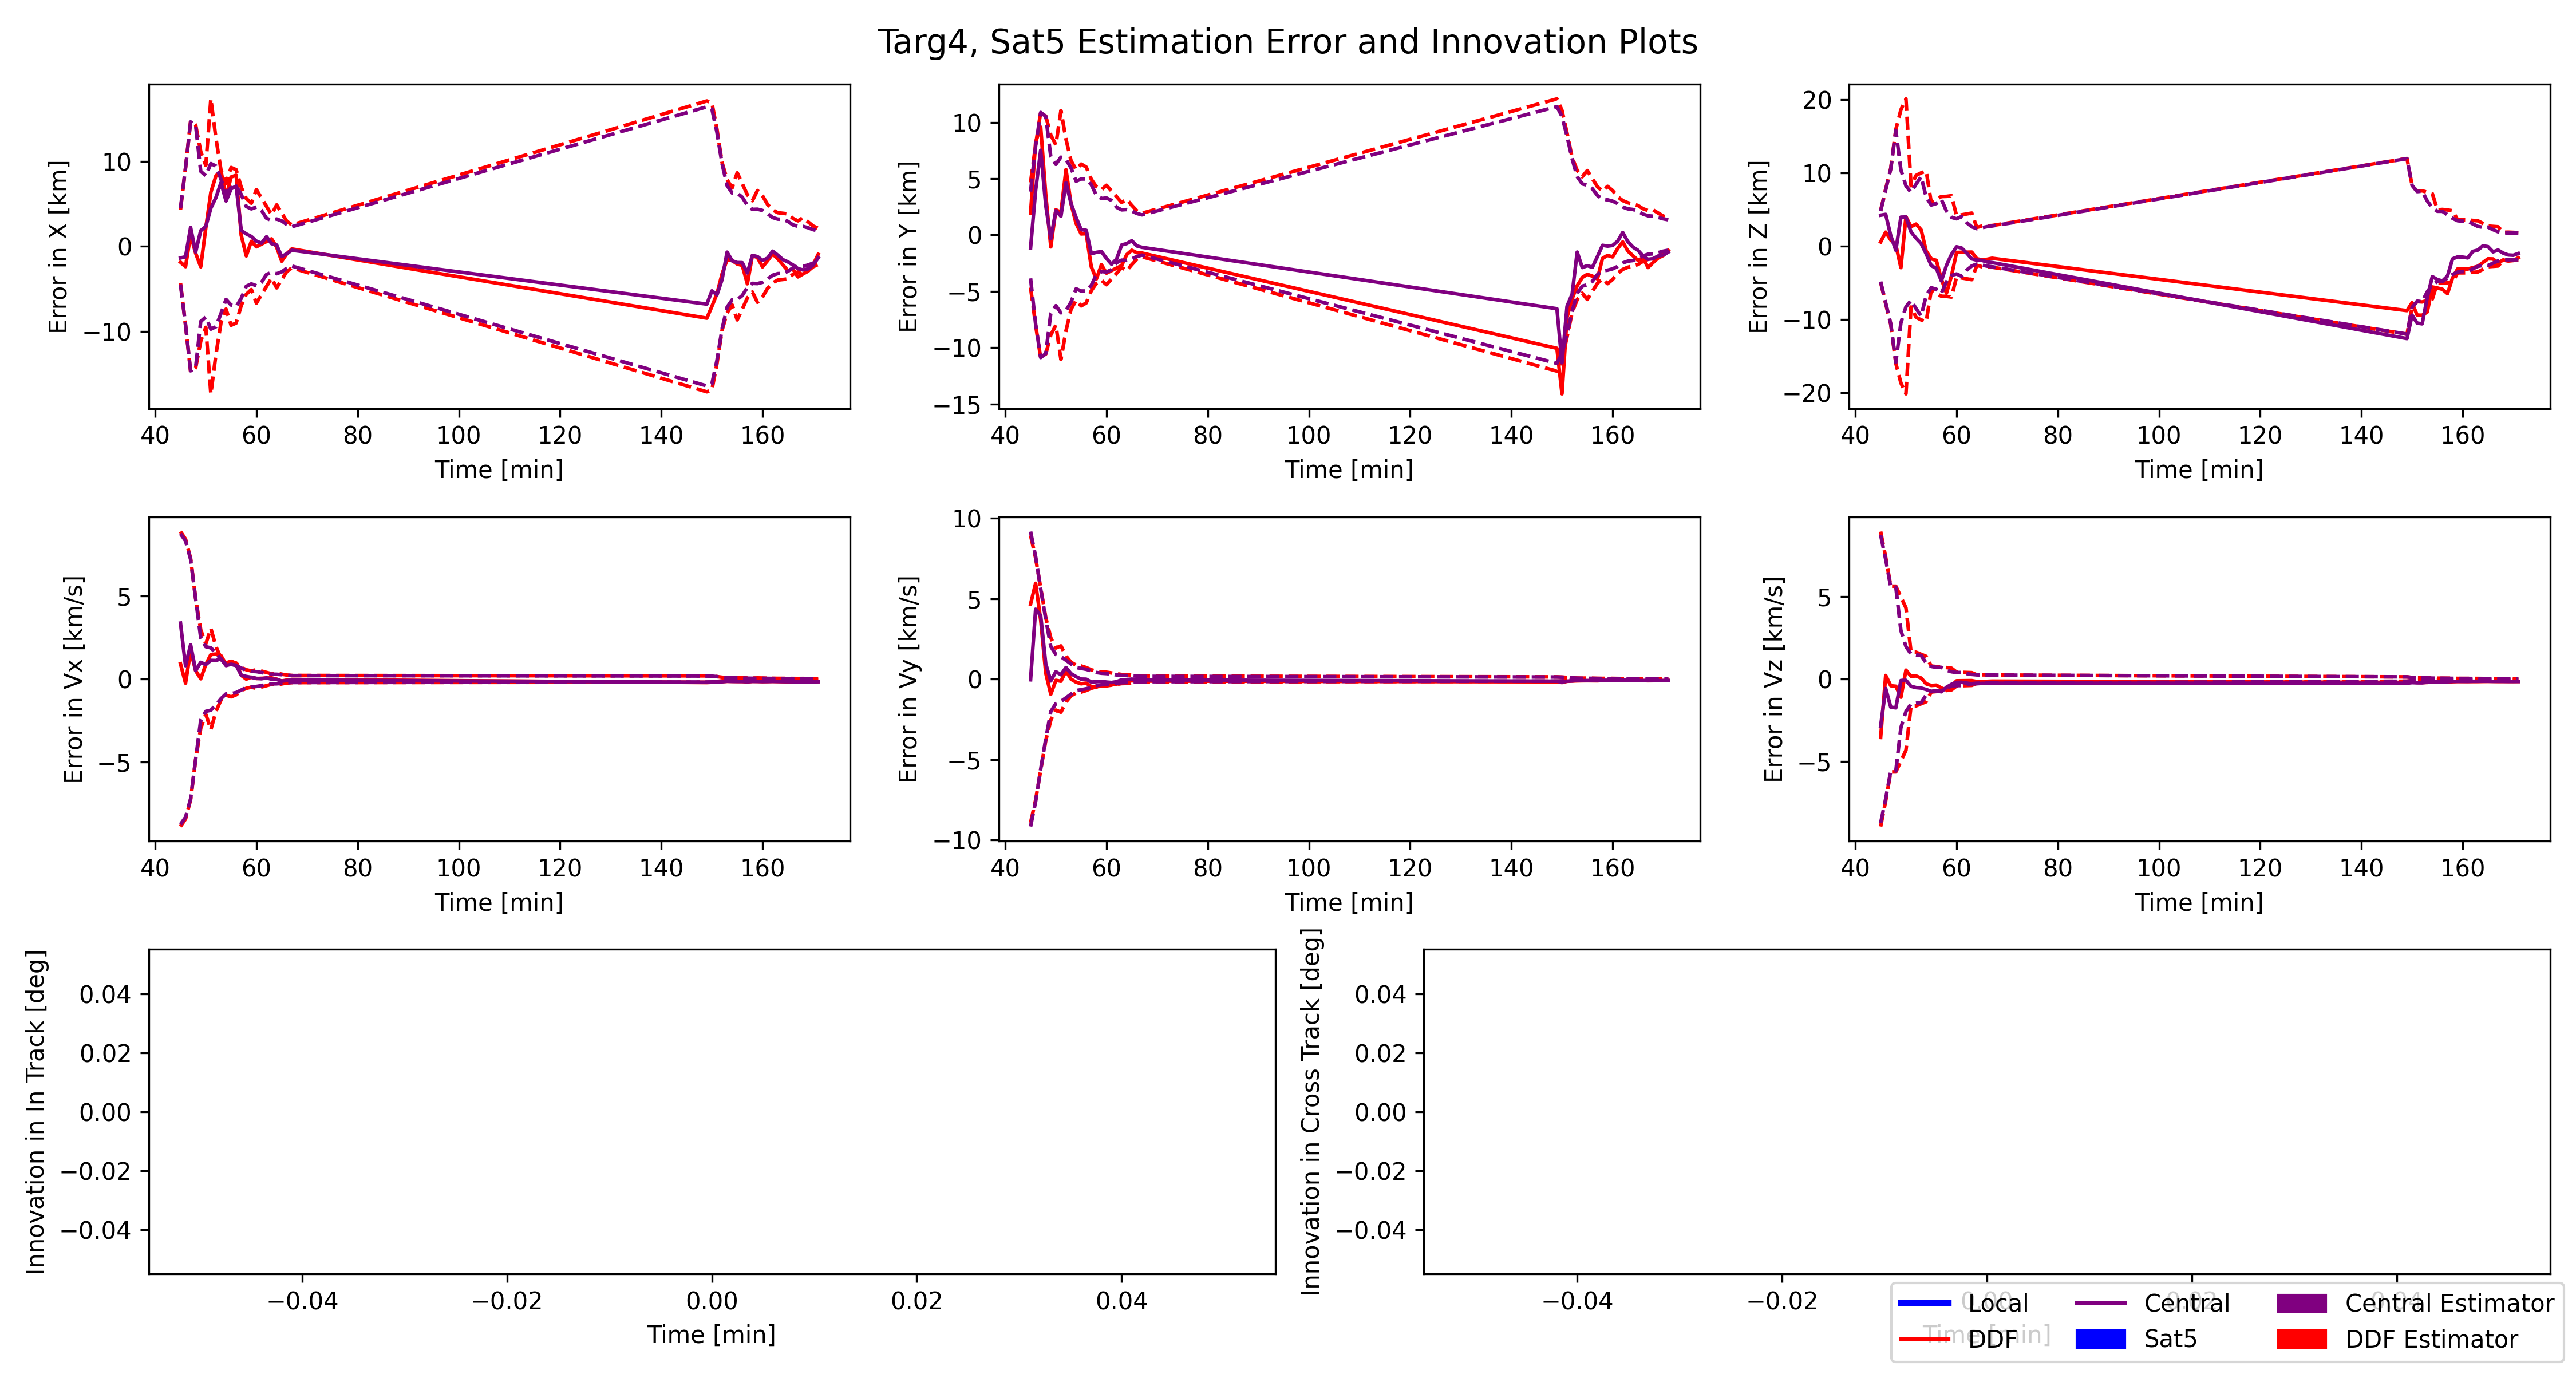 Targ4, Sat5 Estimation Error and Innovation Plots
Error in X [km]
10
0
−10
40 60 80 100 120 140 160
Time [min]
Error in Y [km]
10
5
0
−5
−10
−15
40 60 80 100 120 140 160
Time [min]
Error in Z [km]
20
10
0
−10
−20
40 60 80 100 120 140 160
Time [min]
Error in Vx [km/s]
5
0
−5
40 60 80 100 120 140 160
Time [min]
Error in Vy [km/s]
10
5
0
−5
−10
40 60 80 100 120 140 160
Time [min]
Error in Vz [km/s]
5
0
−5
40 60 80 100 120 140 160
Time [min]
Innovation in In Track [deg]
0.04
0.02
0.00
−0.02
−0.04
−0.04 −0.02 0.00 0.02 0.04
Time [min]
Innovation in Cross Track [deg]
0.04
0.02
0.00
−0.02
−0.04
−0.04 −0.02 0.00 0.02 0.04
Time [min]
Local Central Central Estimator
DDF Sat5 DDF Estimator